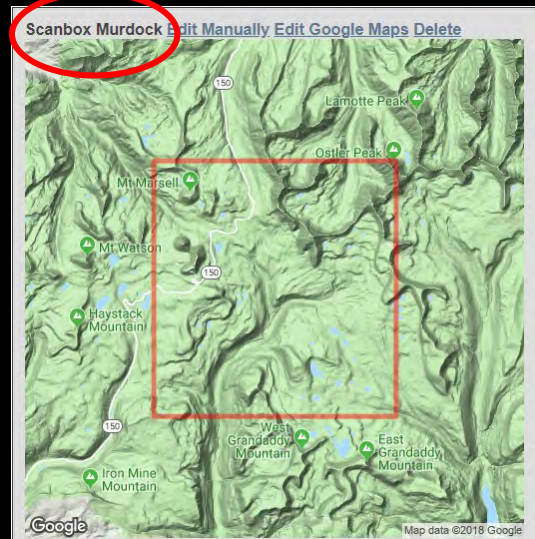 Scanbox Murdock Edit Manually Edit Google Maps Delete
150
Lamotte Peak
Ostler Peak
Mt Marsell
Mt Watson
150
Haystack
Mountain
150
West
Grandaddy
Mountain
East
Grandaddy
Mountain
Iron Mine
Mountain
Google
Map data ©2018 Google